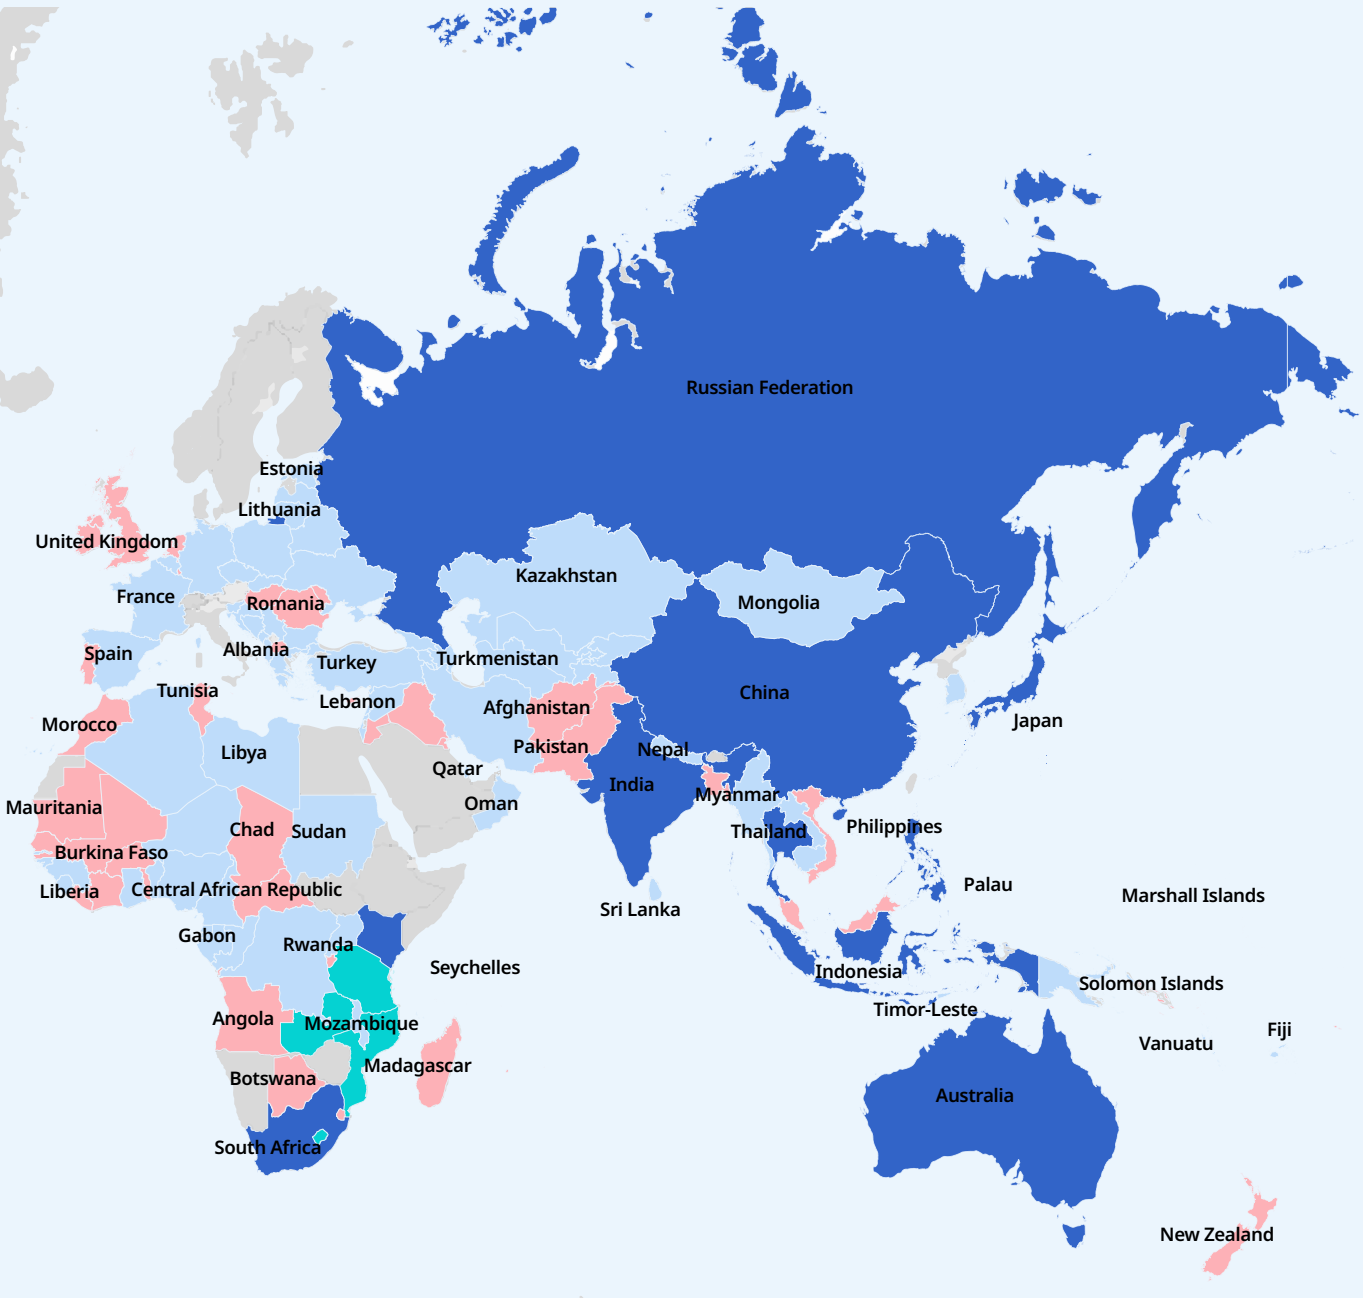 Russian Federation
Estonia
Lithuania
United Kingdom
Kazakhstan
France
Mongolia
Romania
Albania
Spain
Turkey
Turkmenistan
Tunisia
China
Lebanon
Afghanistan
Japan
Morocco
Pakistan
Nepal
Libya
Qatar
India
Myanmar
Oman
Mauritania
Chad
Sudan
Thailand
Philippines
Burkina Faso
Palau
Liberia
Central African Republic
Marshall Islands
Sri Lanka
Gabon
Rwanda
Seychelles
Indonesia
Solomon Islands
Timor-Leste
Angola
Mozambique
Fiji
Vanuatu
Madagascar
Botswana
Australia
South Africa
New Zealand